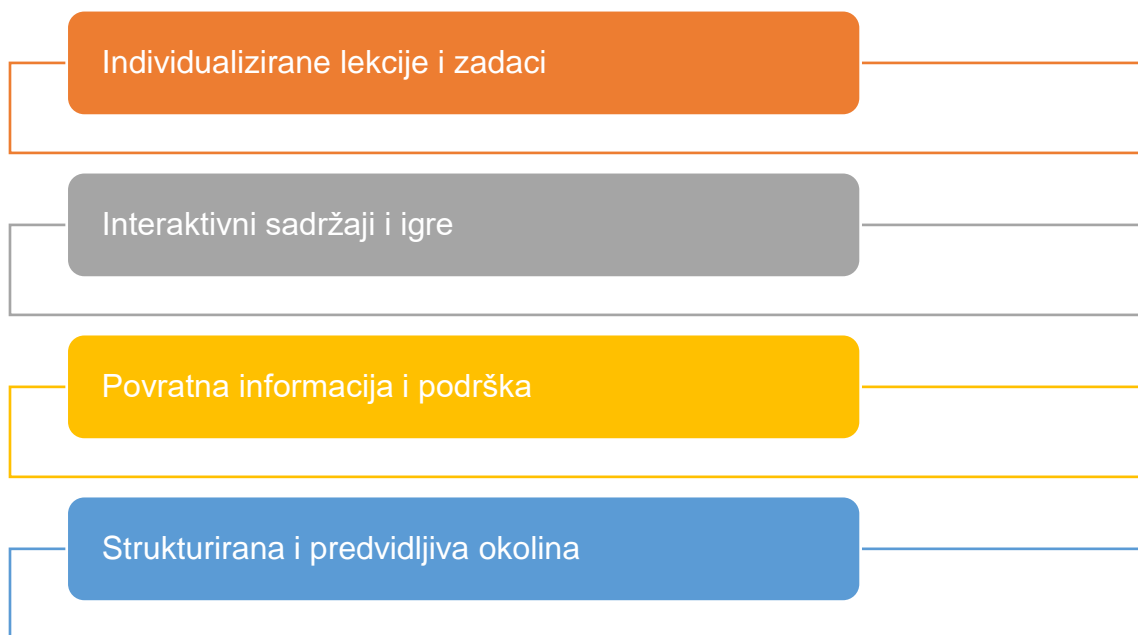 Individualizirane lekcije i zadaci
Interaktivni sadržaji i igre
Povratna informacija i podrška
Strukturirana i predvidljiva okolina